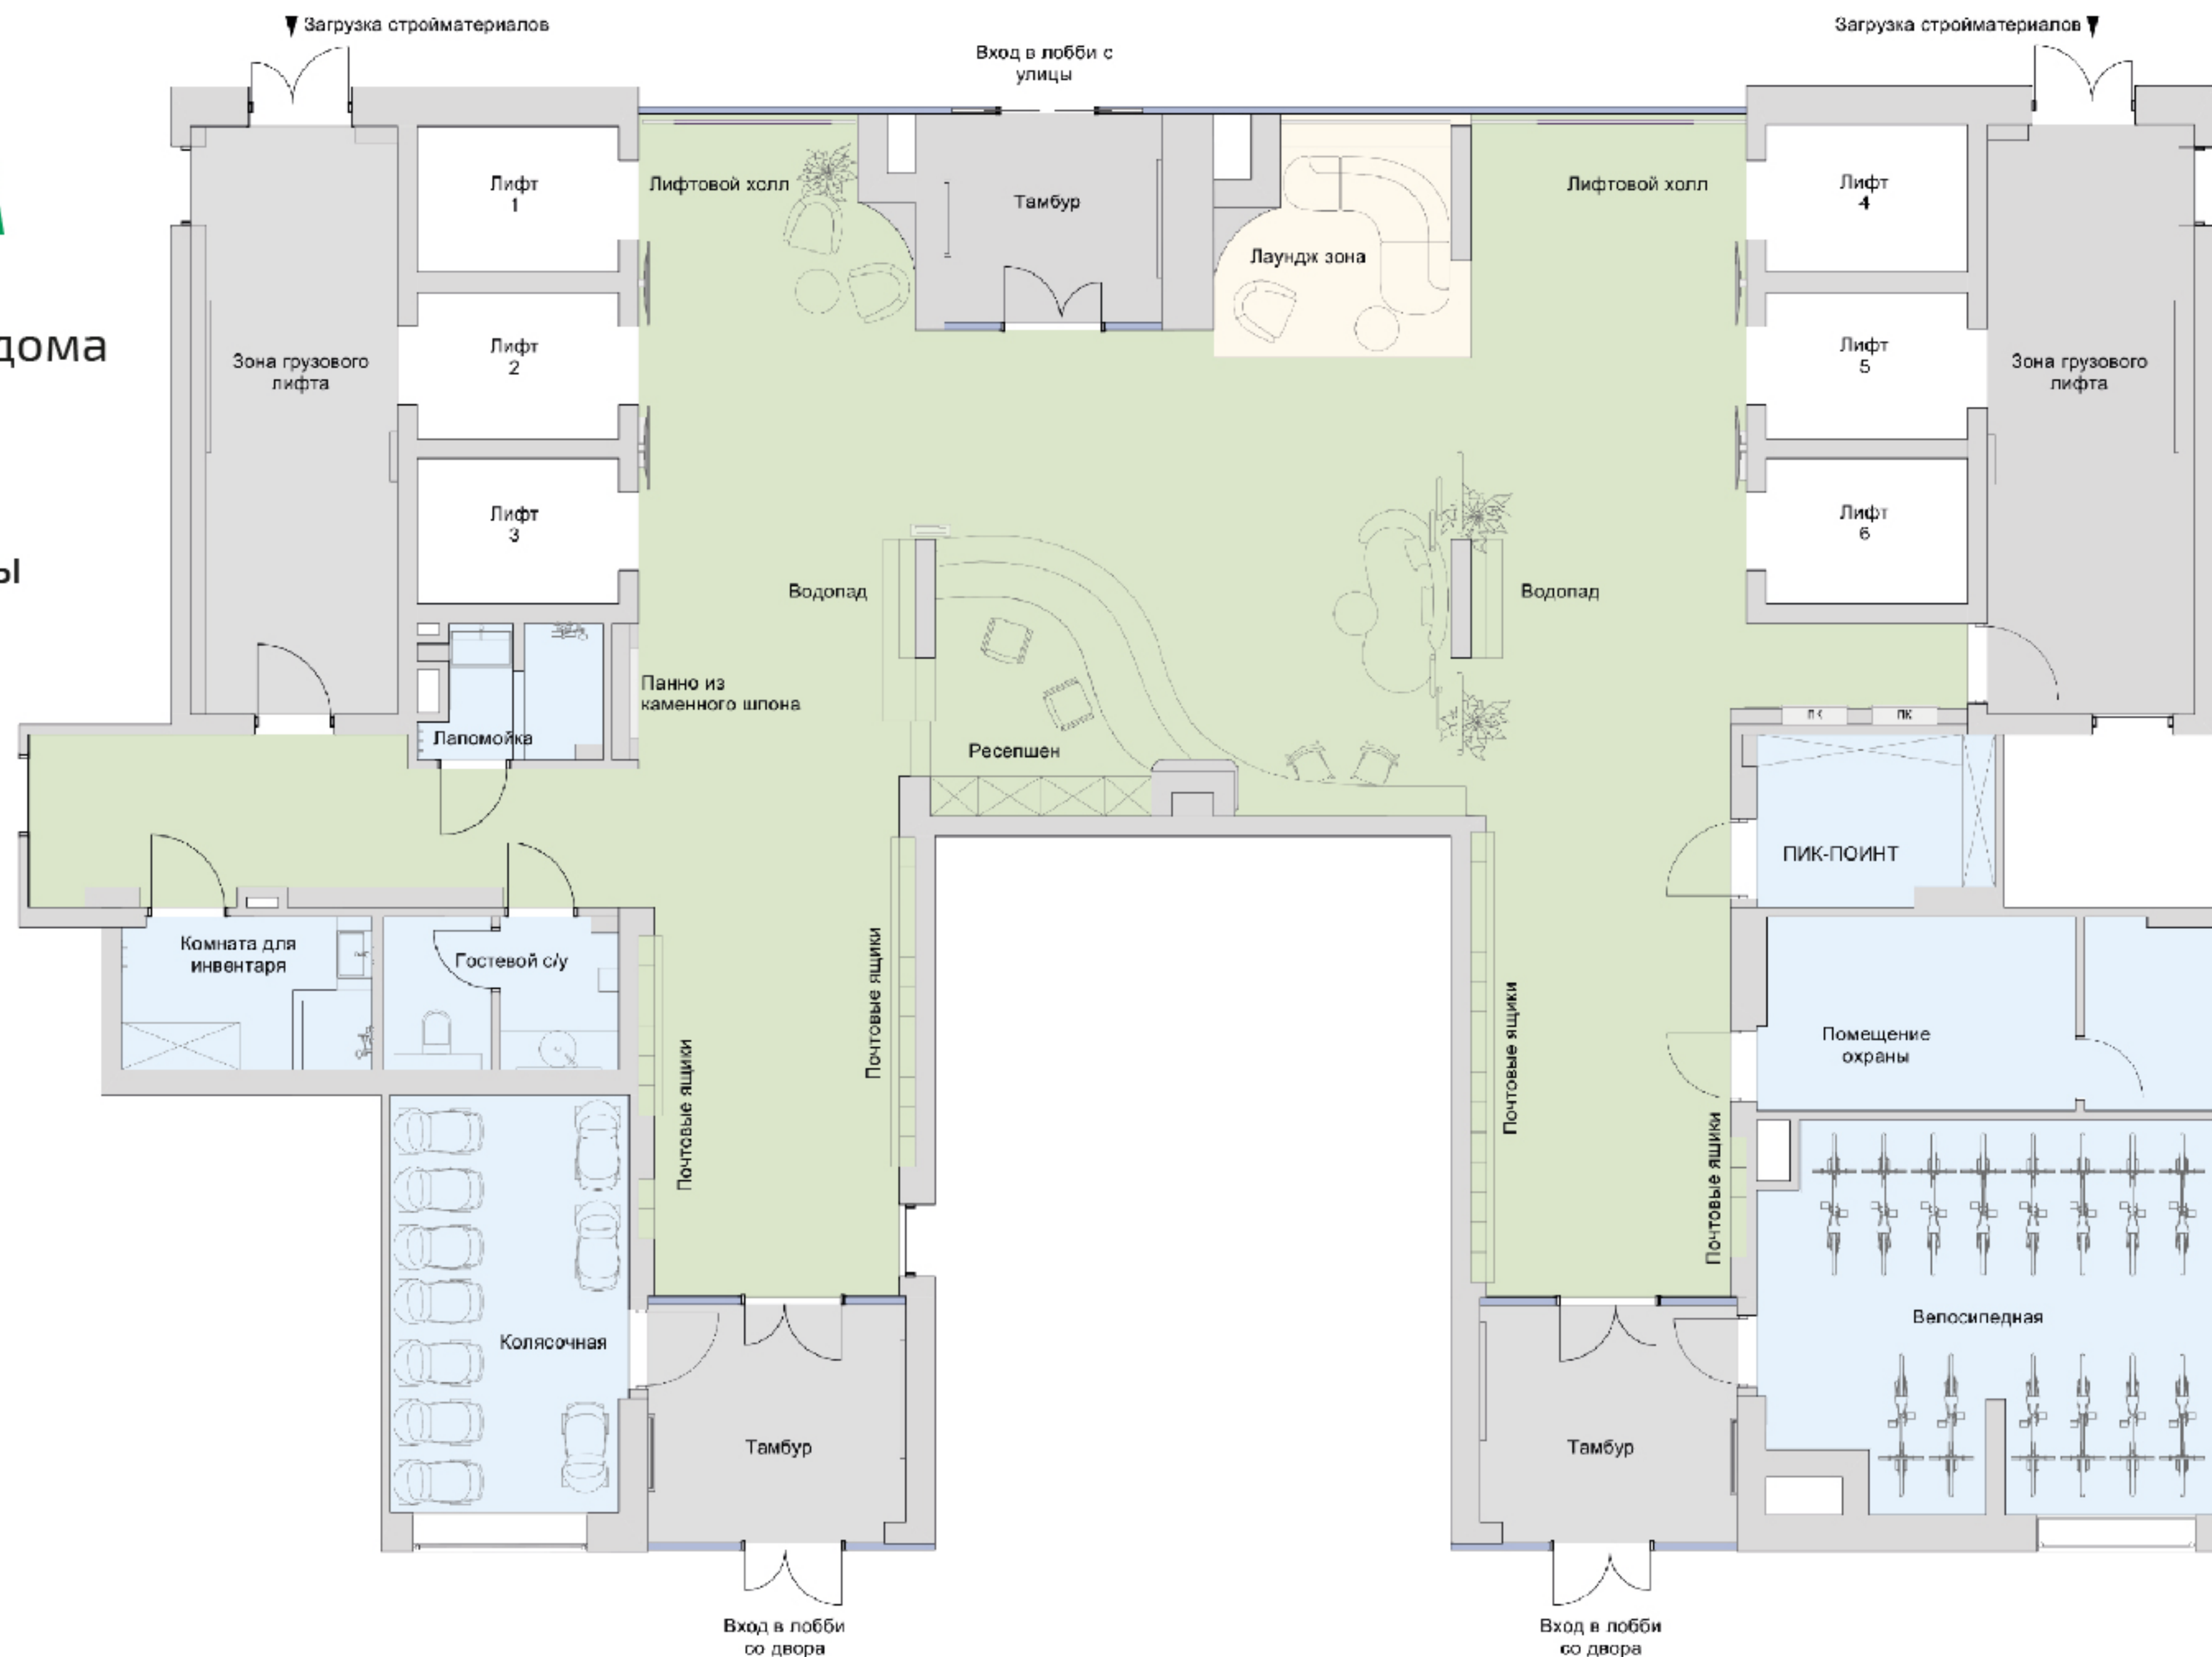 Загрузка стройматериалов
Загрузка стройматериалов
Вход в лобби с
улицы
Лифт
1
Лифтовой холл
Тамбур
Лаундж зона
Лифтовой холл
Лифт
4
дома
Зона грузового
лифта
Лифт
2
Лифт
5
Зона грузового
лифта
Лифт
3
Лифт
6
ы
Водопад
Водопад
Панно из
каменного шпона
Лапомойка
Ресепшен
ПК
ПК
ПИК-ПОИНТ
Комната для
инвентаря
Гостевой с/у
Почтовые ящики
Почтовые ящики
Почтовые ящики
Почтовые ящики
Помещение
охраны
Колясочная
Велосипедная
Тамбур
Тамбур
Вход в лобби
со двора
Вход в лобби
со двора